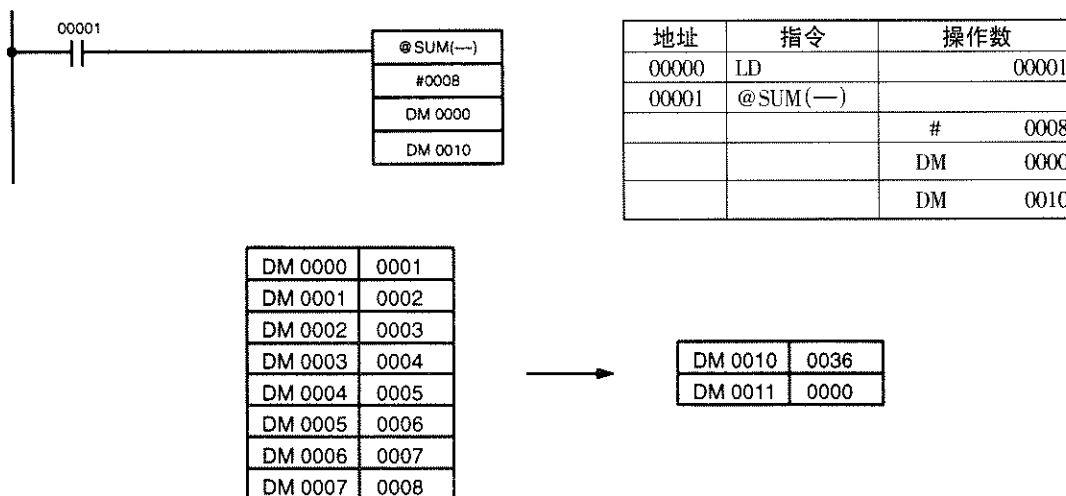 00001
@SUM(---)
#0008
DM 0000
DM 0010
地址 指令 操作数
00000 LD 00001
00001 @SUM(—)
# 0008
DM 0000
DM 0010
DM 0000 0001
DM 0001 0002
DM 0002 0003
DM 0003 0004
DM 0004 0005
DM 0005 0006
DM 0006 0007
DM 0007 0008
DM 0010 0036
DM 0011 0000